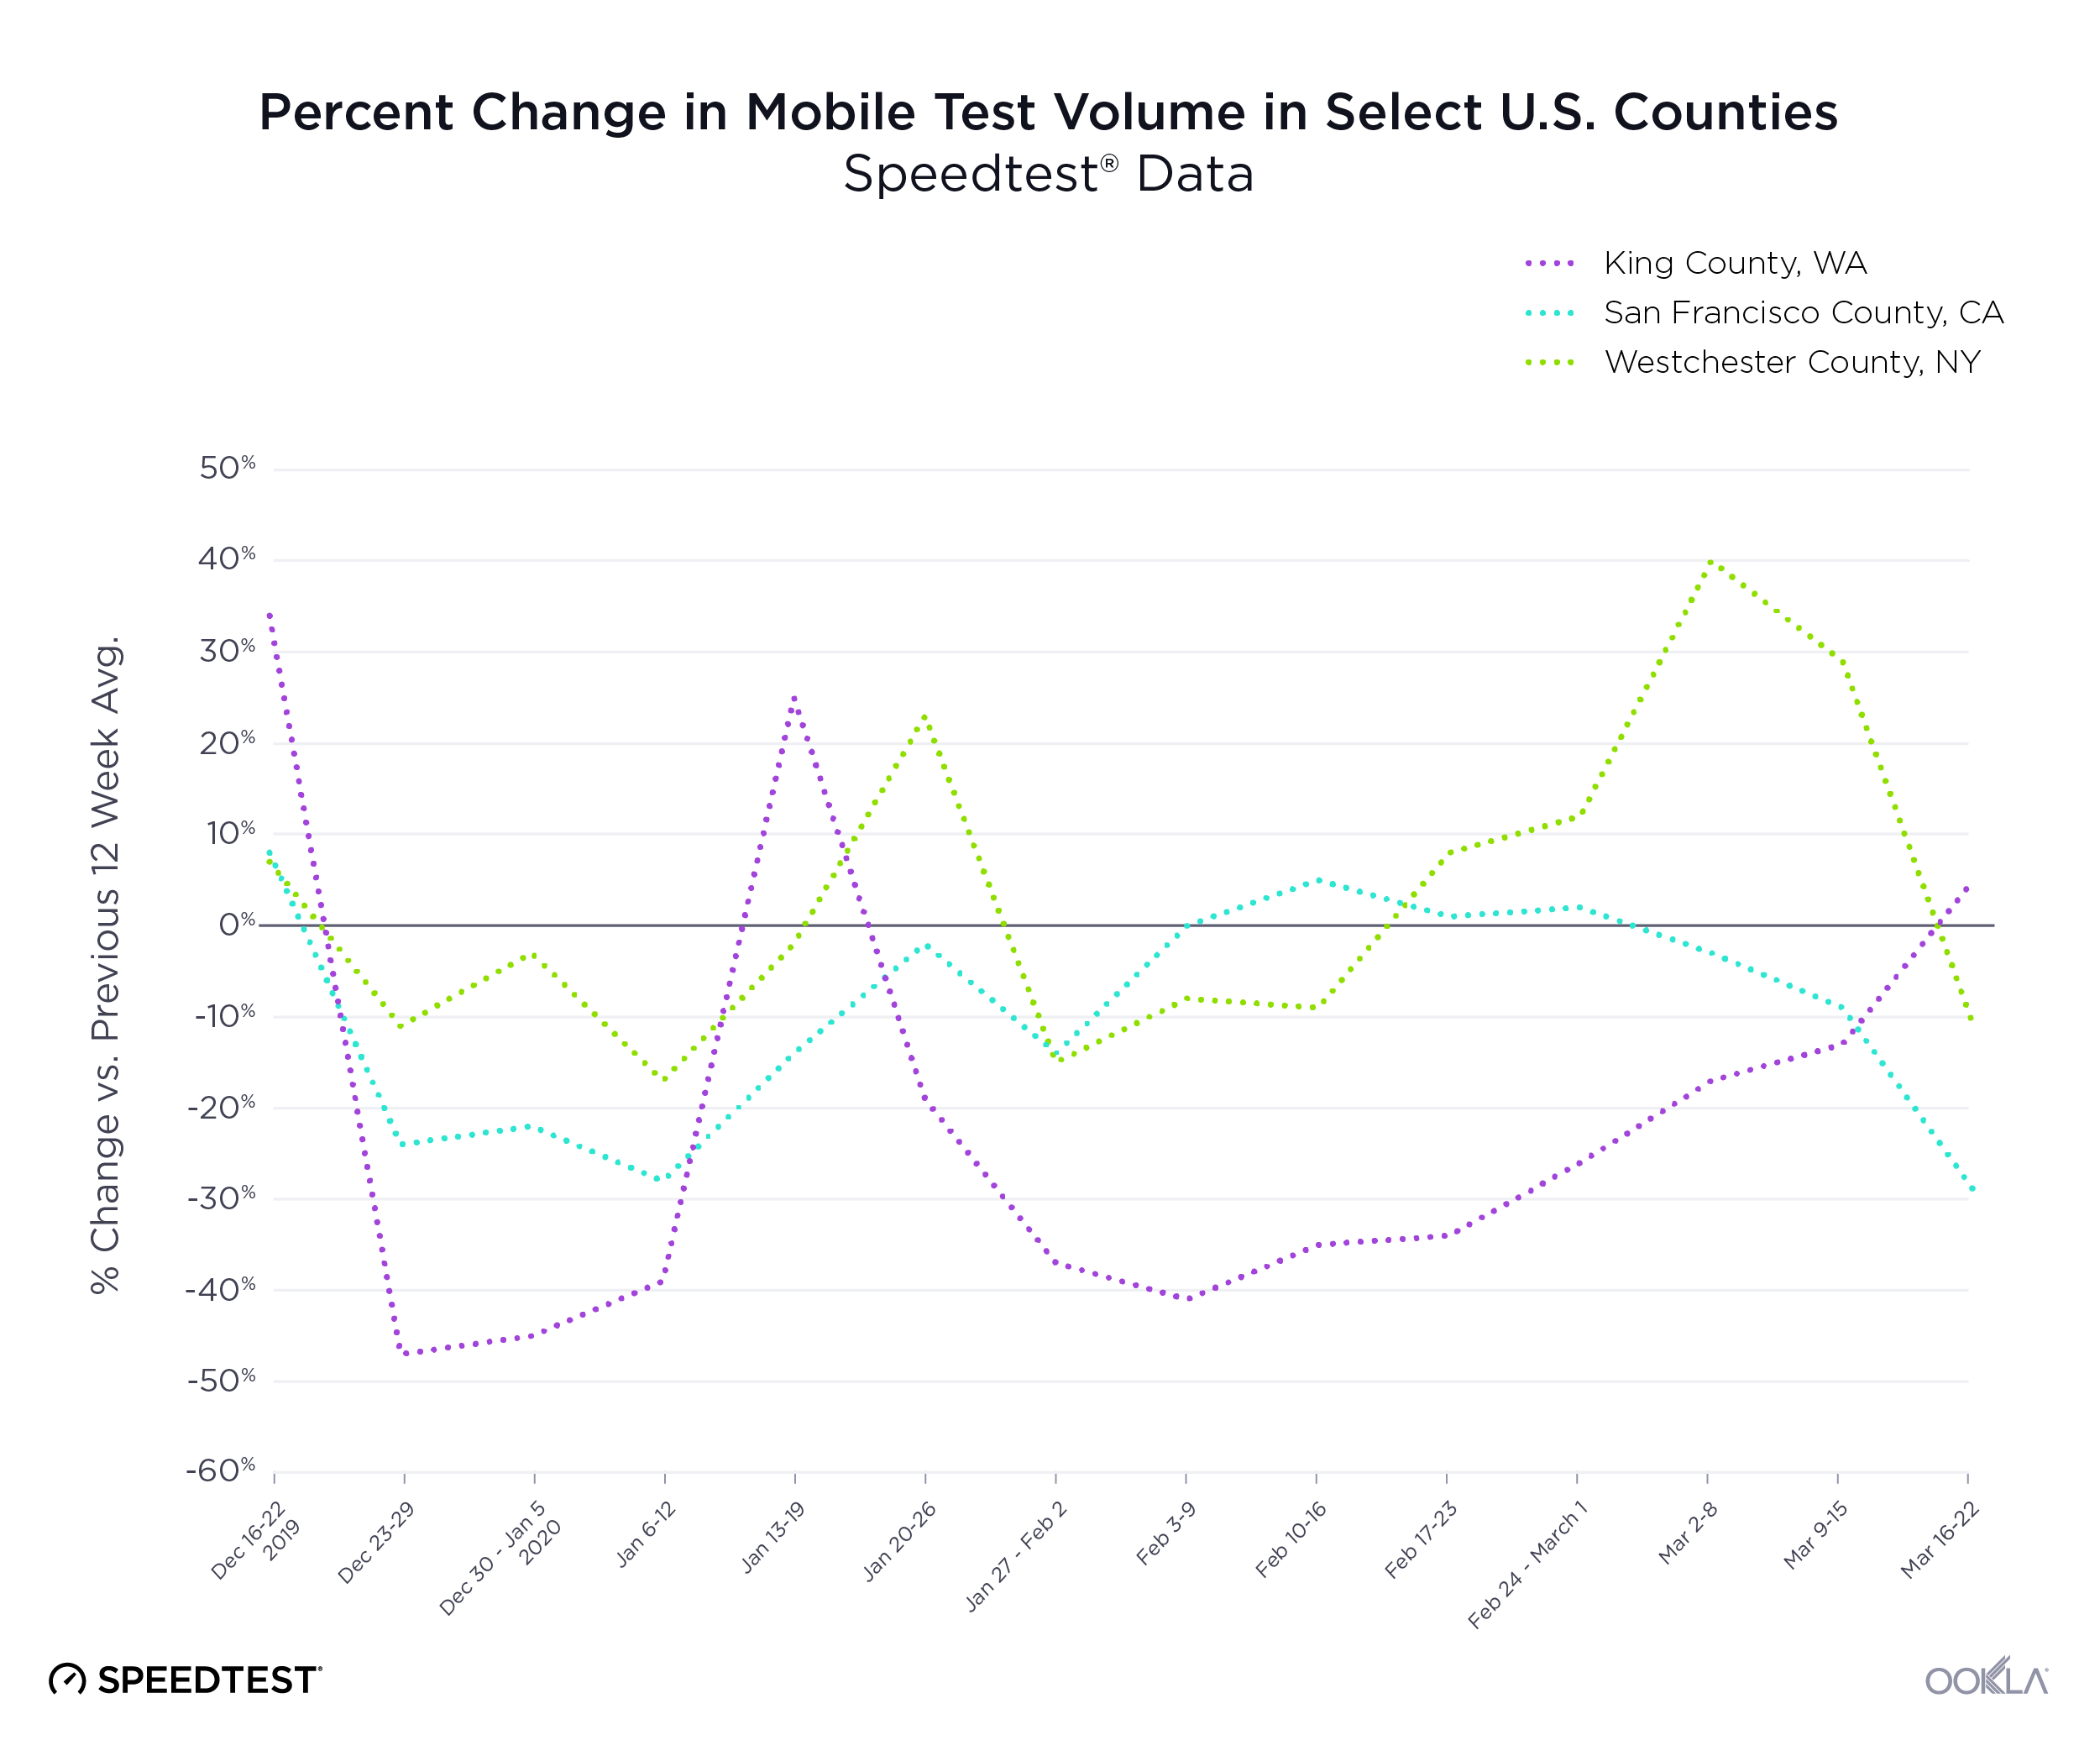 Percent Change in Mobile Test Volume in Select U.S. Counties
Speedtest® Data
King County, WA
San Francisco County, CA
Westchester County, NY
% Change vs. Previous 12 Week Avg.
50%
40%
30%
20%
10%
0%
-10%
-20%
-30%
-40%
-50%
-60%
Dec 16-22
2019
Dec 23-29
Dec 30 - Jan 5
2020
Jan 6-12
Jan 13-19
Jan 20-26
Jan 27 - Feb 2
Feb 3-9
Feb 10-16
Feb 17-23
Feb 24 - March 1
Mar 2-8
Mar 9-15
Mar 16-22
SPEEDTEST®
OOKLA®